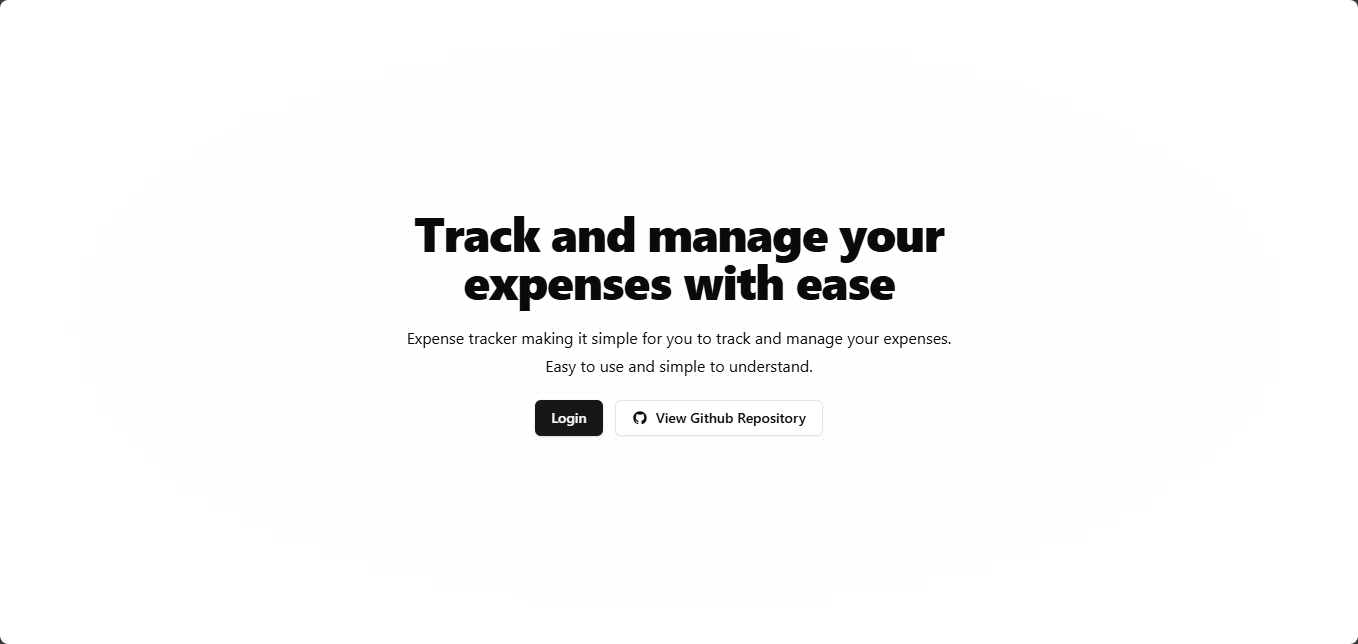 Track and manage your
expenses with ease
Expense tracker making it simple for you to track and manage your expenses.
Easy to use and simple to understand.
Login
View Github Repository